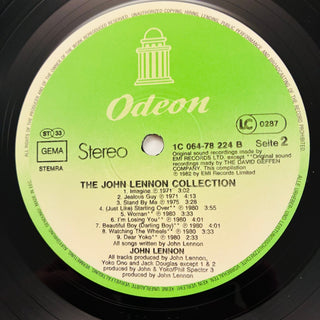 Odeon
ST 33
GEMA
STEMRA
Stereo
1C 064-78 224 B
Seite 2
LC 0287
Original sound recordings made by
EMI RECORDS LTD. except **Original sound
recordings made by THE DAVID GEFFEN
COMPANY. This compilation
℗ 1982 by EMI RECORDS LTD.
THE JOHN LENNON COLLECTION
1. Imagine ℗ 1971 3:02
2. Jealous Guy ℗ 1971 4:13
3. Stand By Me ℗ 1975 3:28
4. (Just Like) Starting Over** ℗ 1980 3:55
5. Woman** ℗ 1980 3:32
6. I'm Losing You** ℗ 1980 4:01
7. Beautiful Boy (Darling Boy)** ℗ 1980 4:01
8. Watching The Wheels** ℗ 1980 3:30
9. Dear Yoko** ℗ 1980
All songs written by John Lennon
JOHN LENNON
All tracks produced by John Lennon,
Yoko Ono and Jack Douglas except 1 & 2
produced by John & Yoko/Phil Spector 3
produced by John Lennon